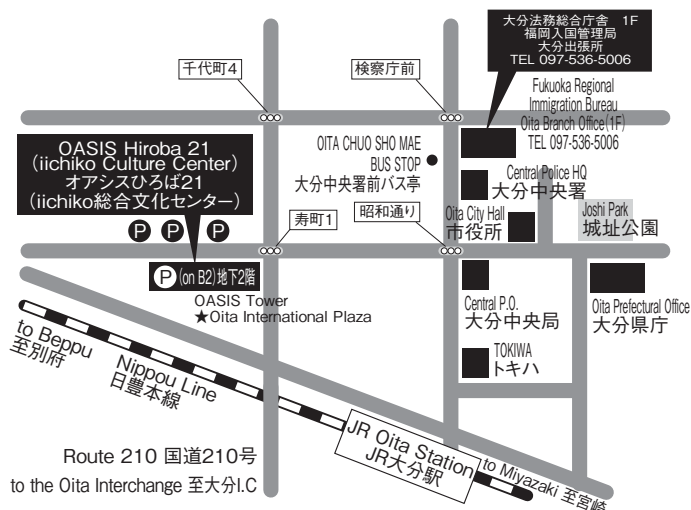 大分法務総合庁舎 1F
福岡入国管理局
大分出張所
TEL 097-536-5006
千代町4
検察庁前
Fukuoka Regional
Immigration Bureau
Oita Branch Office(1F)
TEL 097-536-5006
OASIS Hiroba 21
(iichiko Culture Center)
オアシスひろば21
(iichiko総合文化センター)
OITA CHUO SHO MAE
BUS STOP
大分中央署前バス亭
Central Police HQ
大分中央署
Oita City Hall
市役所
Joshi Park
城址公園
P P P
寿町1
昭和通り
P (on B2)地下2階
OASIS Tower
★Oita International Plaza
Central P.O.
大分中央局
Oita Prefectural Office
大分県庁
TOKIWA
トキハ
to Beppu
至別府
Nippou Line
日豊本線
JR Oita Station
JR大分駅
to Miyazaki 至宮崎
Route 210 国道210号
to the Oita Interchange 至大分I.C